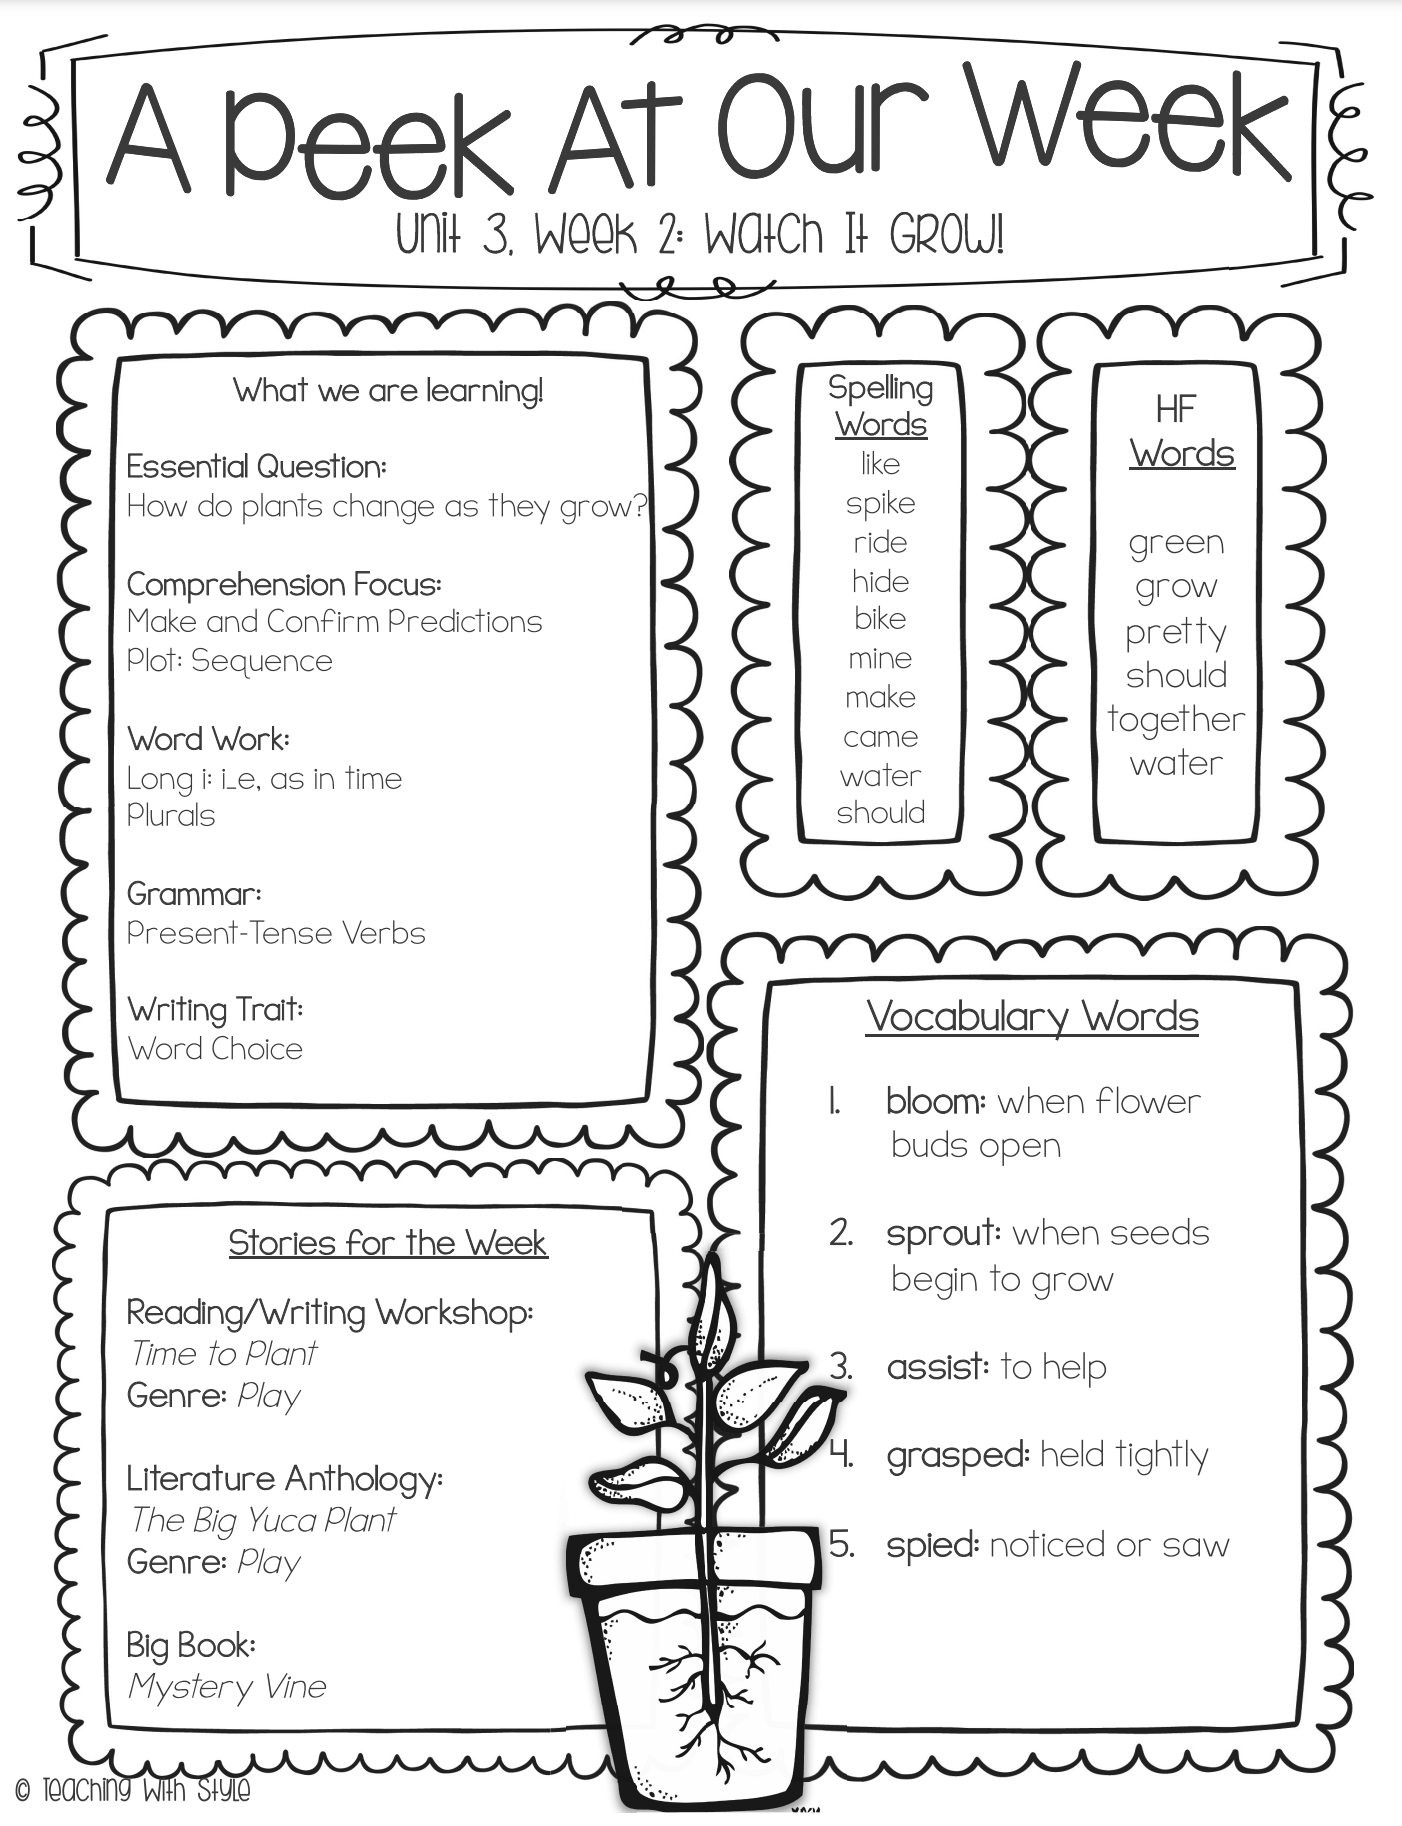 A Peek At Our Week
Unit 3, Week 2: Watch It Grow!
What we are learning!
Essential Question:
How do plants change as they grow?
Comprehension Focus:
Make and Confirm Predictions
Plot: Sequence
Word Work:
Long i: i_e, as in time
Plurals
Grammar:
Present-Tense Verbs
Writing Trait:
Word Choice
Spelling
Words
like
spike
ride
hide
bike
mine
make
came
water
should
HF
Words
green
grow
pretty
should
together
water
Stories for the Week
Reading/Writing Workshop:
Time to Plant
Genre: Play
Literature Anthology:
The Big Yuca Plant
Genre: Play
Big Book:
Mystery Vine
Vocabulary Words
1. bloom: when flower
buds open
2. sprout: when seeds
begin to grow
3. assist: to help
4. grasped: held tightly
5. spied: noticed or saw
© Teaching With Style